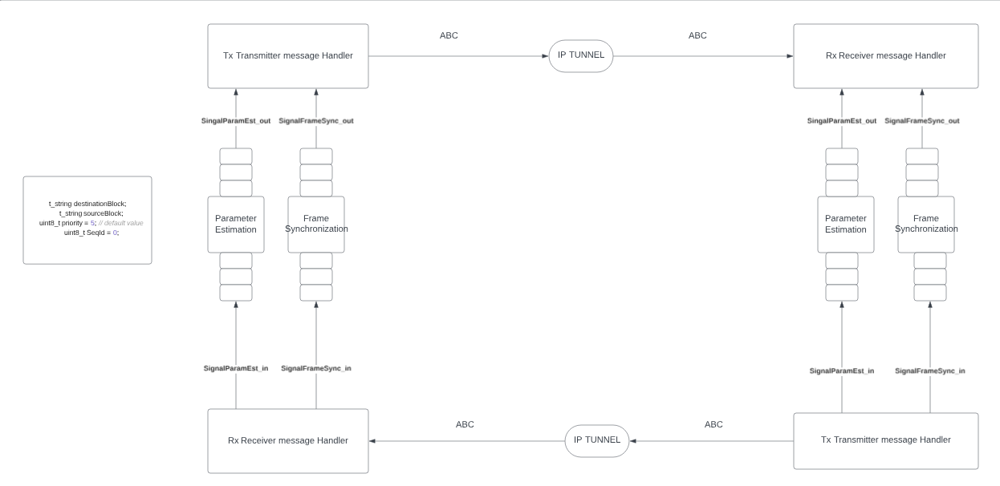 ABC
ABC
Tx Transmitter message Handler
IP TUNNEL
Rx Receiver message Handler
SingalParamEst_out
SignalFrameSync_out
SingalParamEst_out
SignalFrameSync_out
t_string destinationBlock;
t_string sourceBlock;
uint8_t priority = 5; // default value
uint8_t SeqId = 0;
Parameter
Estimation
Frame
Synchronization
Parameter
Estimation
Frame
Synchronization
SignalParamEst_in
SignalFrameSync_in
SignalParamEst_in
SignalFrameSync_in
ABC
ABC
Rx Receiver message Handler
IP TUNNEL
Tx Transmitter message Handler